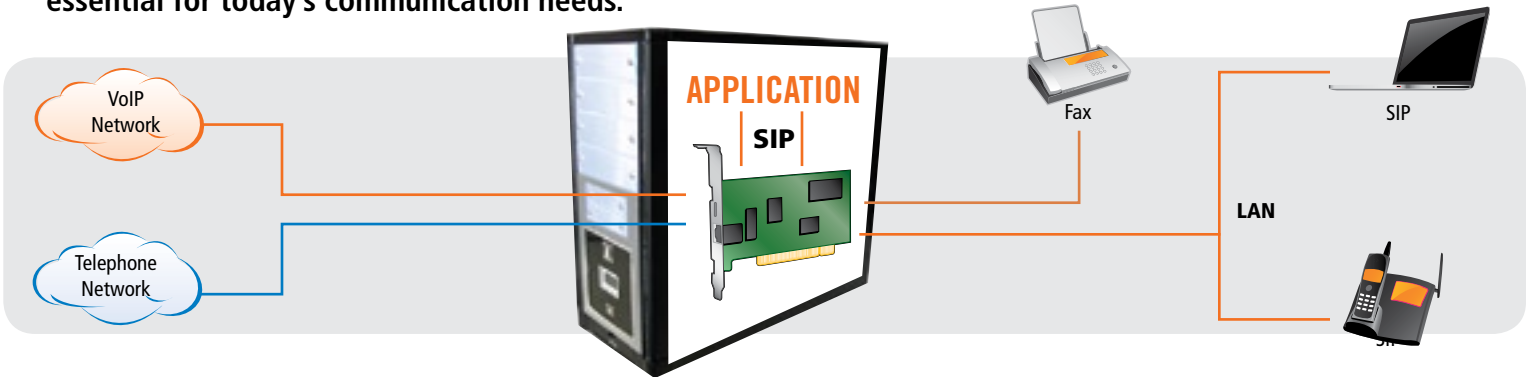 essential for today's communication needs.
VoIP
Network
APPLICATION
SIP
Fax
SIP
LAN
Telephone
Network